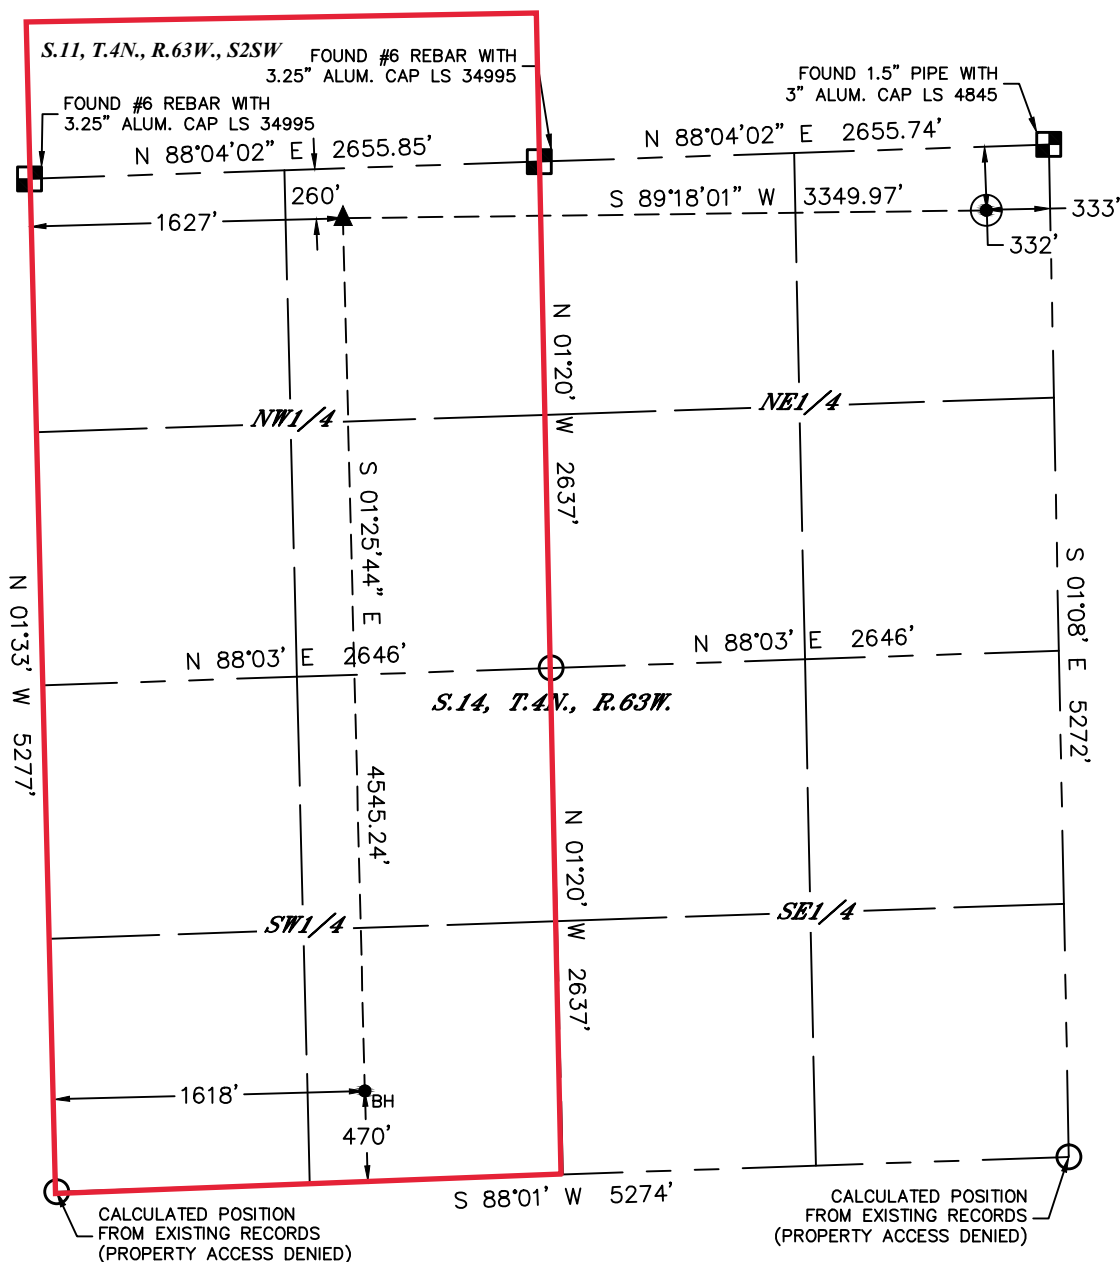 S.11, T.4N., R.63W., S2SW
FOUND #6 REBAR WITH
3.25" ALUM. CAP LS 34995
FOUND 1.5" PIPE WITH
3" ALUM. CAP LS 4845
FOUND #6 REBAR WITH
3.25" ALUM. CAP LS 34995
N 88°04'02" E 2655.85'
N 88°04'02" E 2655.74'
260'
S 89°18'01" W 3349.97'
1627'
333'
332'
N 01°20' W 2637'
NW1/4
NE1/4
S 01°25'44" E 4545.24'
N 01°33' W 5277'
S 01°08' E 5272'
N 88°03' E 2646'
N 88°03' E 2646'
S.14, T.4N., R.63W.
N 01°20' W 2637'
SW1/4
SE1/4
1618'
BH
470'
S 88°01' W 5274'
CALCULATED POSITION
FROM EXISTING RECORDS
(PROPERTY ACCESS DENIED)
CALCULATED POSITION
FROM EXISTING RECORDS
(PROPERTY ACCESS DENIED)